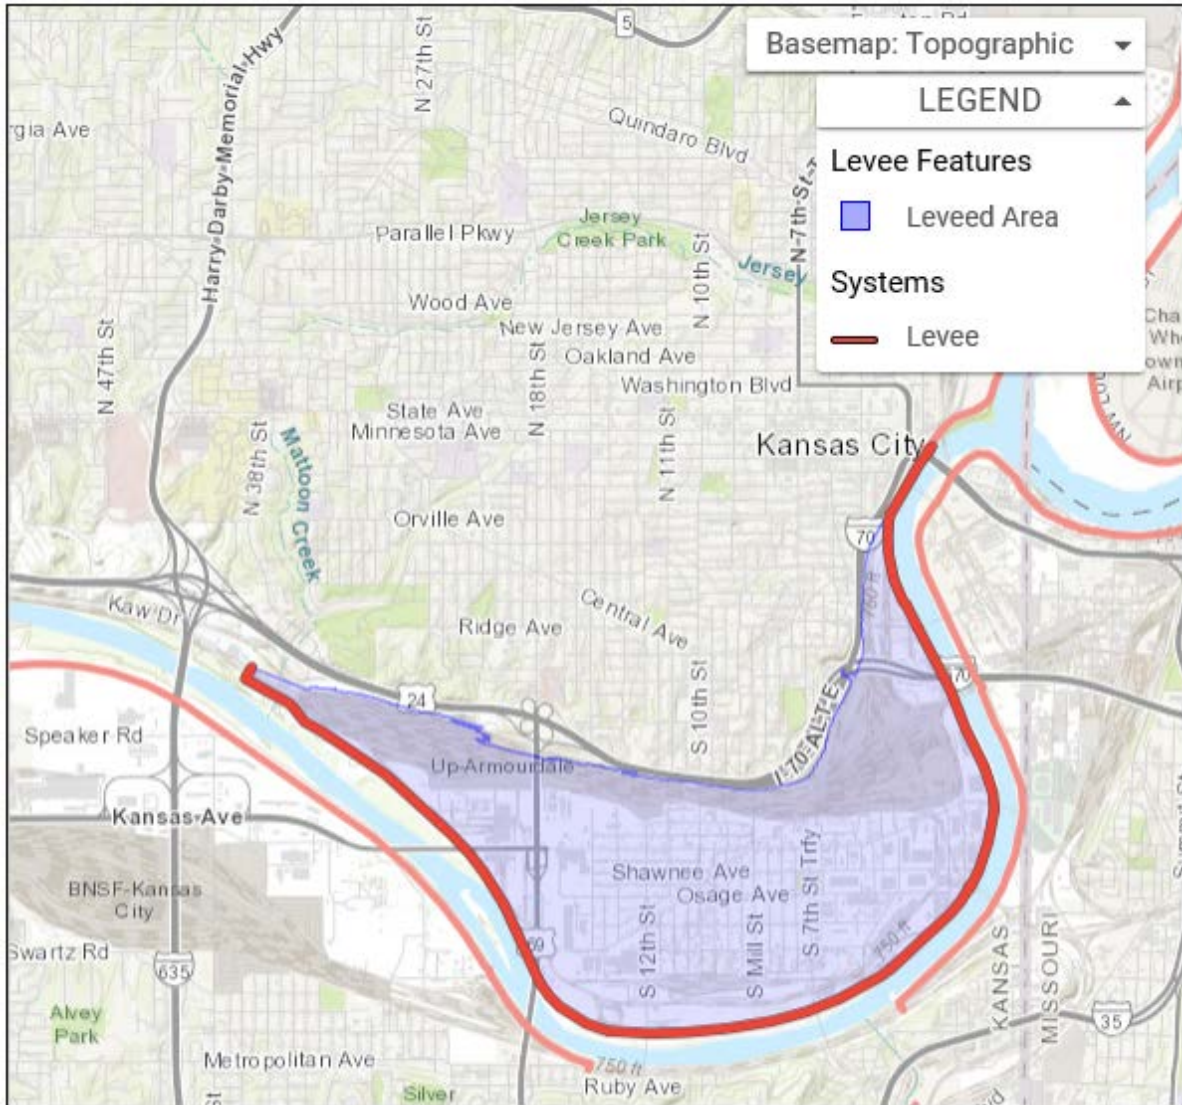 5
Basemap: Topographic
LEGEND
Levee Features
Leveed Area
Systems
Levee
N 27th St
Harry-Darby-Memorial-Hwy
rgia Ave
Quindaro Blvd
Jersey
Creek Park
Parallel Pkwy
N 10th St
Jersey
Wood Ave
New Jersey Ave
N 47th St
N 18th St
Oakland Ave
Washington Blvd
State Ave
Minnesota Ave
N 11th St
N 38th St
Mattoon Creek
Kansas City
Orville Ave
70
760 ft
Central Ave
Kaw Dr
Ridge Ave
70
24
S 10th St
I-70-ALTE
Speaker Rd
Up-Armourdale
Kansas-Ave
Shawnee Ave
Osage Ave
S 7th St Trfy
BNSF-Kansas
City
S 12th St
S Mill St
750 ft
69
Swartz Rd
635
KANSAS
MISSOURI
35
Alvey
Park
Metropolitan Ave
750 ft
Ruby Ave
Silver